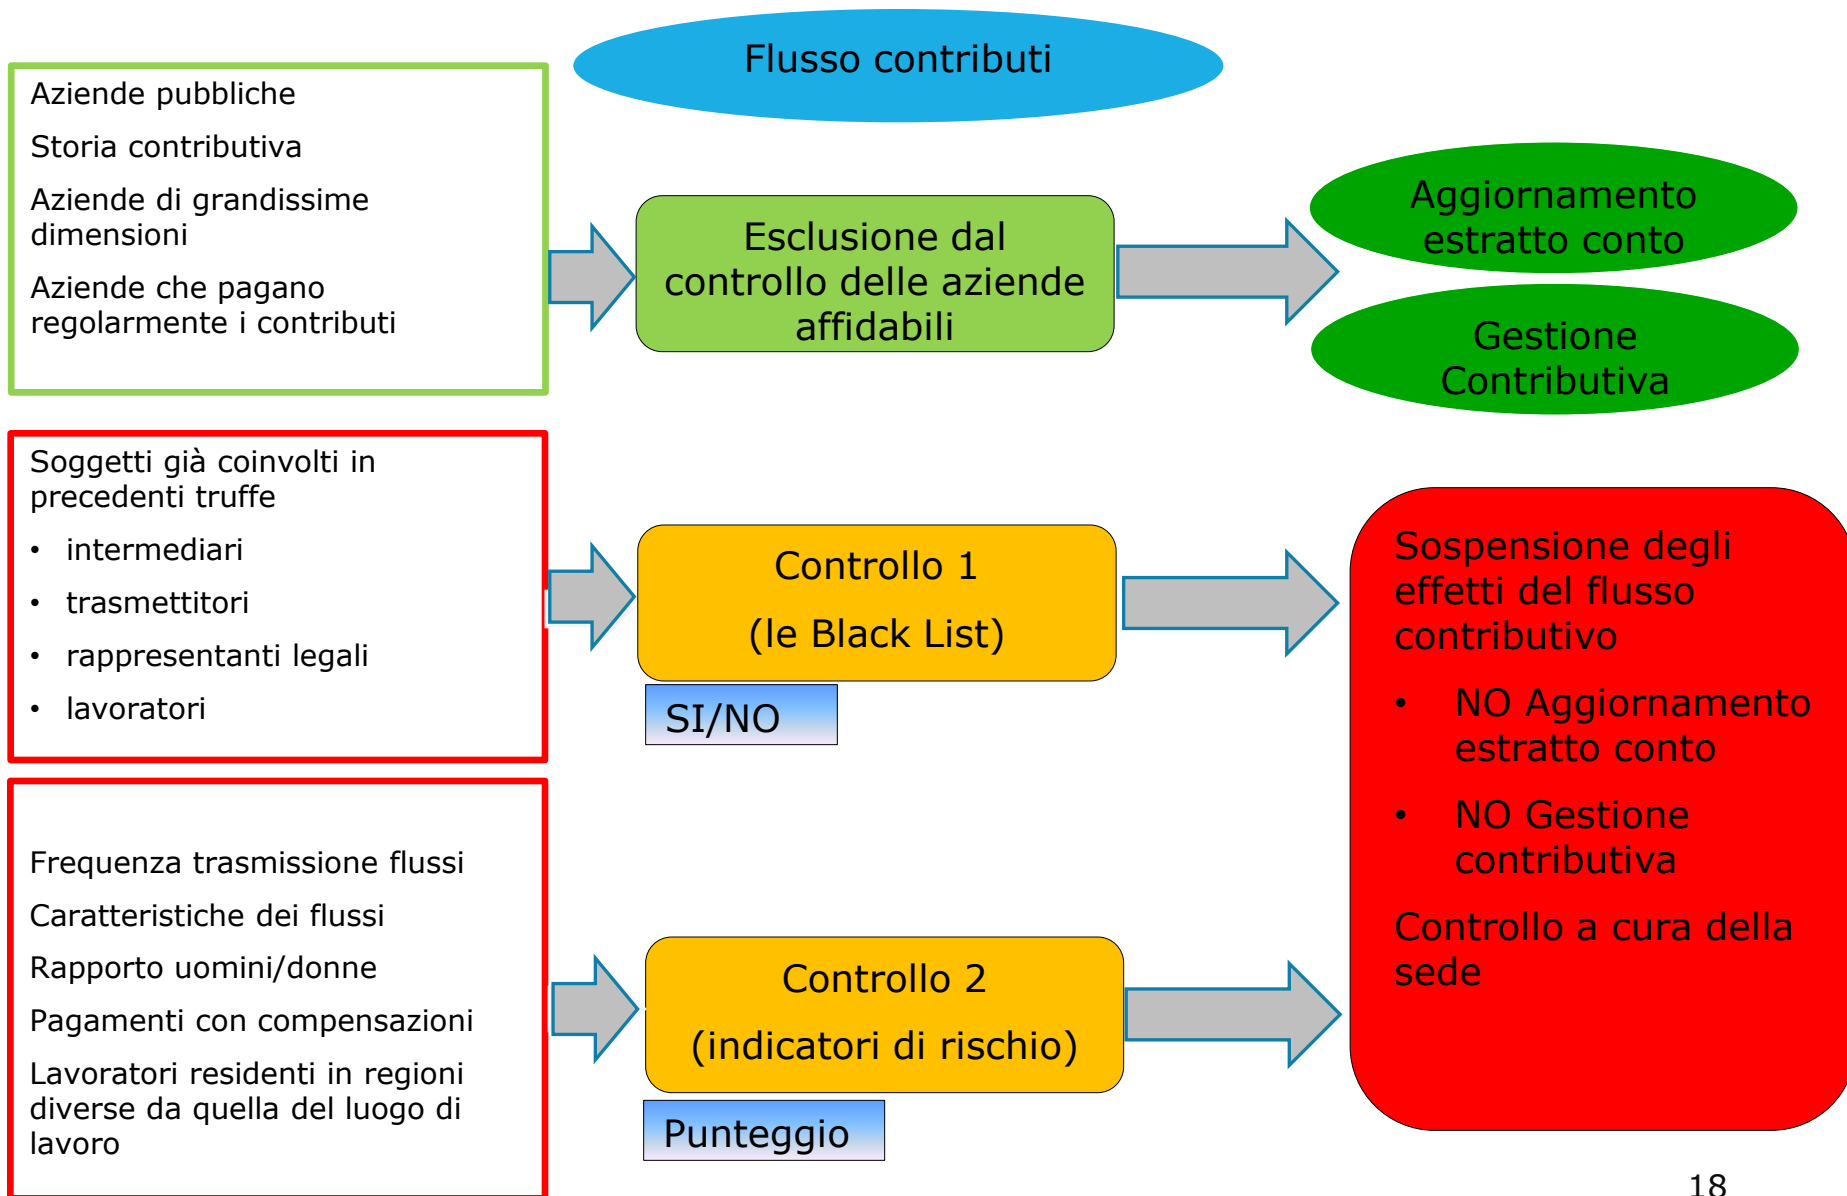 Flusso contributi
Aziende pubbliche
Storia contributiva
Aziende di grandissime
dimensioni
Aziende che pagano
regolarmente i contributi
Esclusione dal
controllo delle aziende
affidabili
Aggiornamento
estratto conto
Gestione
Contributiva
Soggetti già coinvolti in
precedenti truffe
• intermediari
• trasmettitori
• rappresentanti legali
• lavoratori
Controllo 1
(le Black List)
SI/NO
Frequenza trasmissione flussi
Caratteristiche dei flussi
Rapporto uomini/donne
Pagamenti con compensazioni
Lavoratori residenti in regioni
diverse da quella del luogo di
lavoro
Controllo 2
(indicatori di rischio)
Punteggio
Sospensione degli
effetti del flusso
contributivo
• NO Aggiornamento
estratto conto
• NO Gestione
contributiva
Controllo a cura della
sede
18